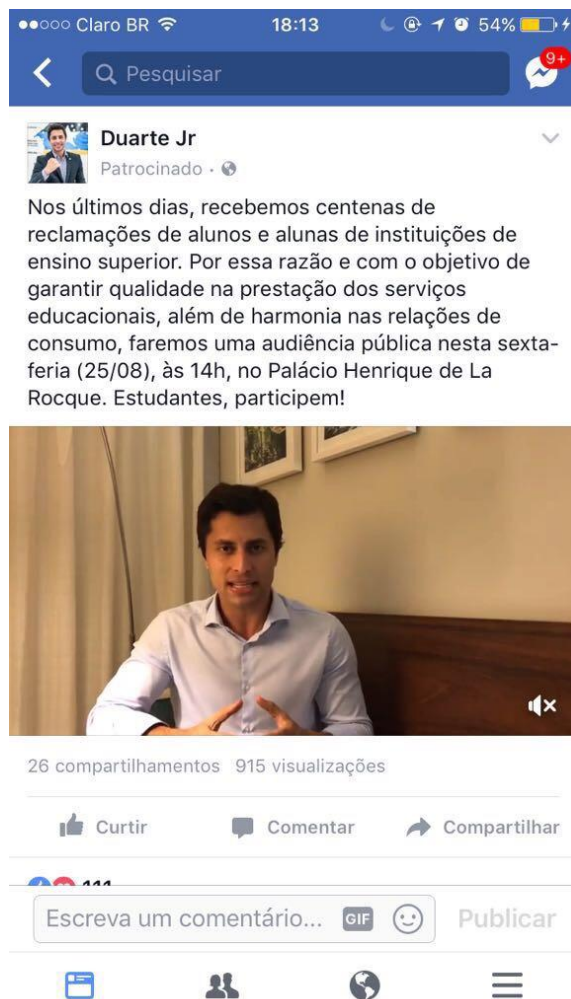 Claro BR 18:13 54%
Pesquisar
9+
Duarte Jr
Patrocinado ·
Nos últimos dias, recebemos centenas de
reclamações de alunos e alunas de instituições de
ensino superior. Por essa razão e com o objetivo de
garantir qualidade na prestação dos serviços
educacionais, além de harmonia nas relações de
consumo, faremos uma audiência pública nesta sexta-
feria (25/08), às 14h, no Palácio Henrique de La
Rocque. Estudantes, participem!
26 compartilhamentos 915 visualizações
Curtir Comentar Compartilhar
111
Escreva um comentário... GIF Publicar